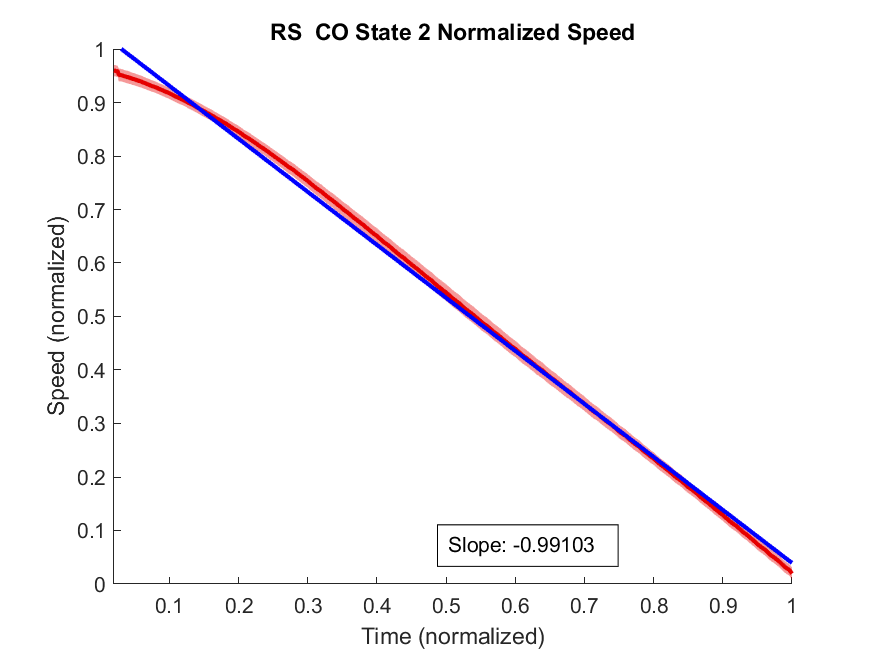 RS  CO State 2 Normalized Speed
1
0.9
0.8
0.7
0.6
0.5
0.4
0.3
0.2
0.1
0
Speed (normalized)
Slope: -0.99103
0.1 0.2 0.3 0.4 0.5 0.6 0.7 0.8 0.9 1
Time (normalized)